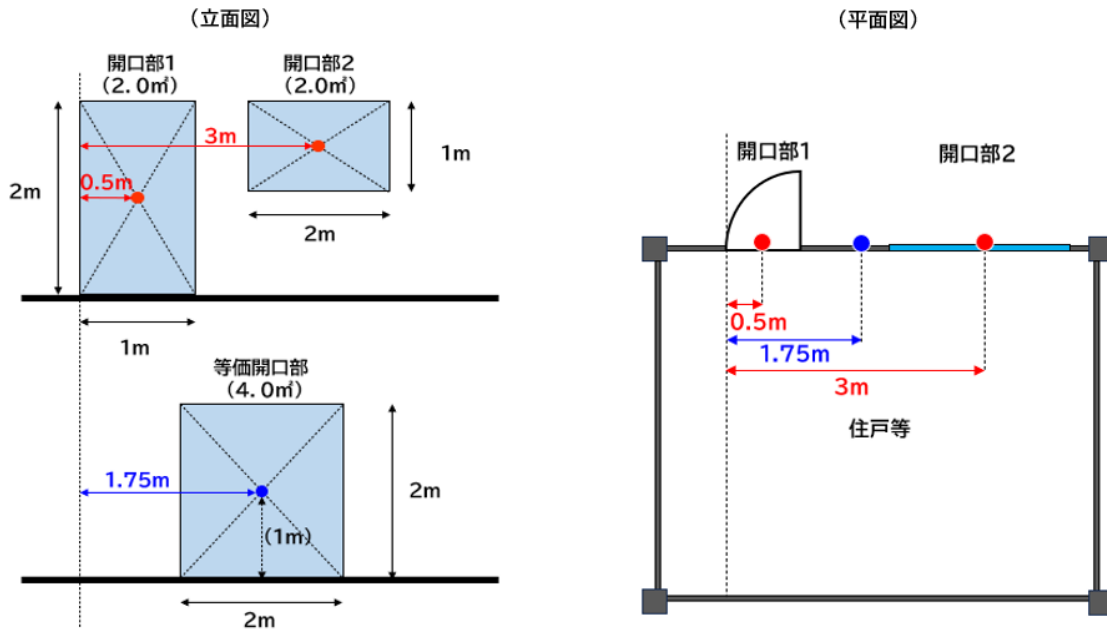 (立面図)
開口部1
(2.0㎡)
開口部2
(2.0㎡)
3m
0.5m
2m
1m
2m
1m
等価開口部
(4.0㎡)
1.75m
(1m)
2m
2m
(平面図)
開口部1
開口部2
0.5m
1.75m
3m
住戸等